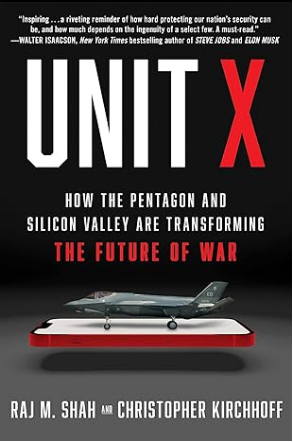 “Inspiring . . . a riveting reminder of how hard protecting our nation’s security can
be, and how much depends on the ingenuity of a select few. A must-read.”
—WALTER ISAACSON, New York Times bestselling author of STEVE JOBS and ELON MUSK
UNIT X
HOW THE PENTAGON AND
SILICON VALLEY ARE TRANSFORMING
THE FUTURE OF WAR
RAJ M. SHAH AND CHRISTOPHER KIRCHHOFF